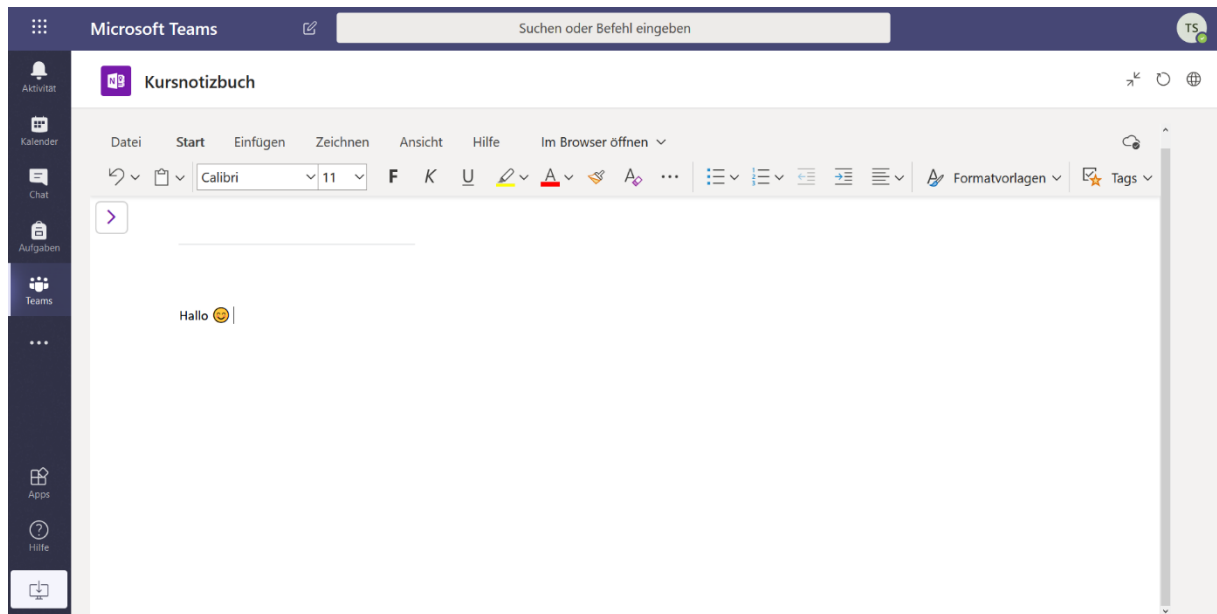 Microsoft Teams
Suchen oder Befehl eingeben
TS
Aktivität
Kursnotizbuch
Kalender
Datei Start Einfügen Zeichnen Ansicht Hilfe Im Browser öffnen
Calibri 11 F K U A A Formatvorlagen Tags
Chat
Aufgaben
Teams
Hallo 😊
Apps
Hilfe